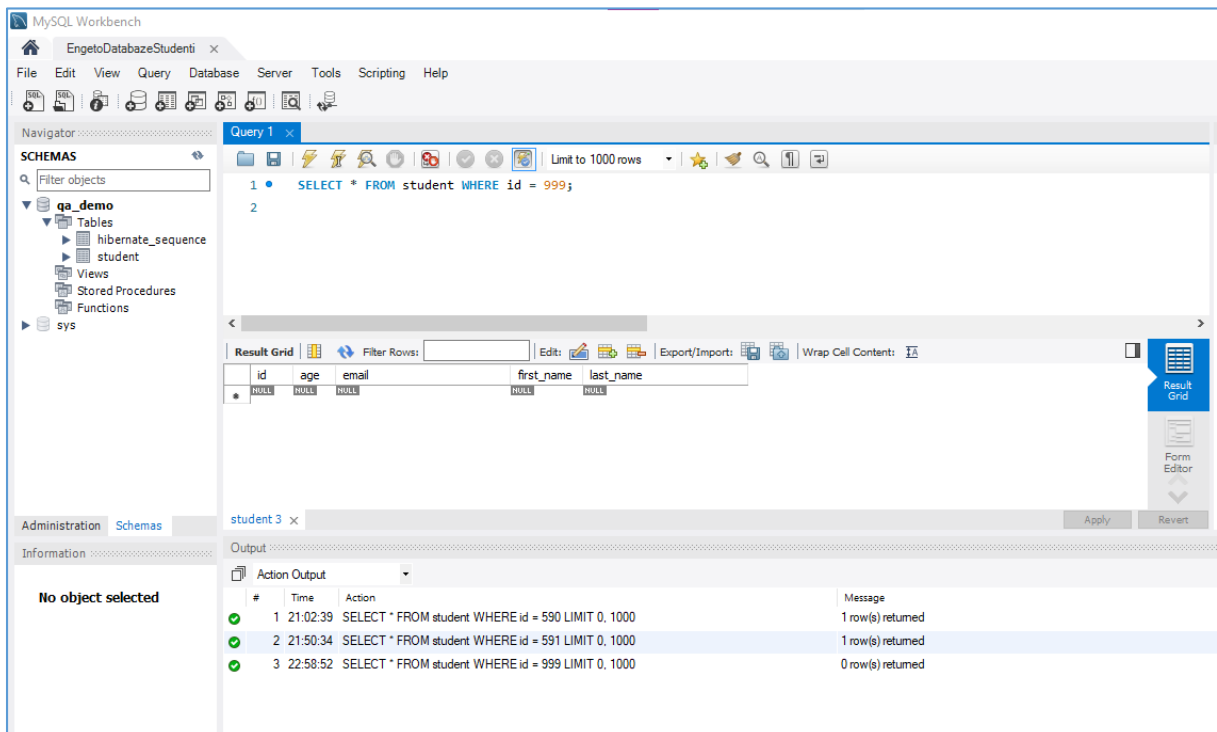 MySQL Workbench
EngetoDatabazeStudenti
File Edit View Query Database Server Tools Scripting Help
Navigator
SCHEMAS
Filter objects
qa_demo
Tables
hibernate_sequence
student
Views
Stored Procedures
Functions
sys
Administration Schemas
Information
No object selected
Query 1
Limit to 1000 rows
1 SELECT * FROM student WHERE id = 999;
2
Result Grid Filter Rows: Edit: Export/Import: Wrap Cell Content:
id age email first_name last_name
NULL NULL NULL NULL NULL
Result
Grid
Form
Editor
student 3 Apply Revert
Output
Action Output
# Time Action Message
1 21:02:39 SELECT * FROM student WHERE id = 590 LIMIT 0, 1000 1 row(s) returned
2 21:50:34 SELECT * FROM student WHERE id = 591 LIMIT 0, 1000 1 row(s) returned
3 22:58:52 SELECT * FROM student WHERE id = 999 LIMIT 0, 1000 0 row(s) returned